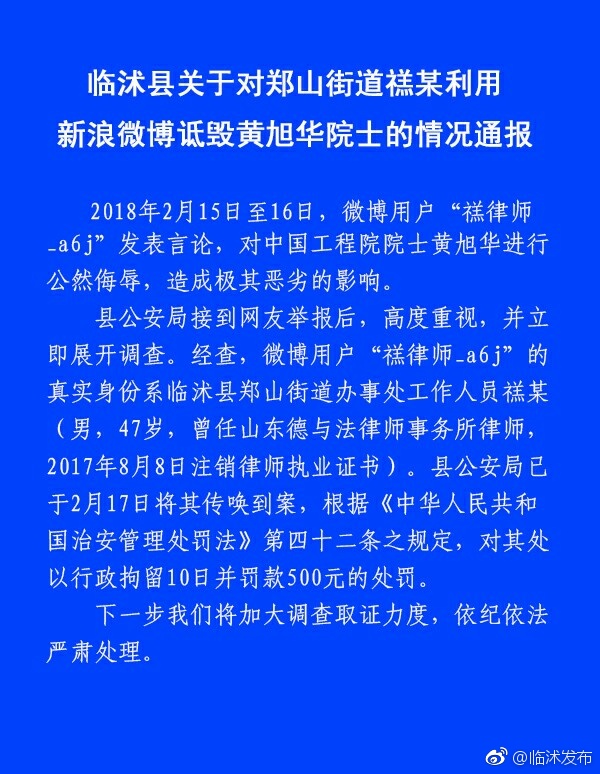 临沭县关于对郑山街道禚某利用
新浪微博诋毁黄旭华院士的情况通报
2018年2月15日至16日，微博用户“禚律师
_a6j”发表言论，对中国工程院院士黄旭华进行
公然侮辱，造成极其恶劣的影响。
县公安局接到网友举报后，高度重视，并立
即展开调查。经查，微博用户“禚律师_a6j”的
真实身份系临沭县郑山街道办事处工作人员禚某
（男，47岁，曾任山东德与法律师事务所律师，
2017年8月8日注销律师执业证书）。县公安局已
于2月17日将其传唤到案，根据《中华人民共和
国治安管理处罚法》第四十二条之规定，对其处
以行政拘留10日并罚款500元的处罚。
下一步我们将加大调查取证力度，依纪依法
严肃处理。
@临沭发布